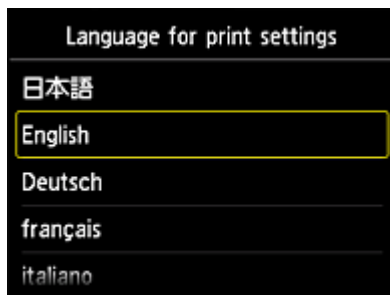 Language for print settings
日本語
English
Deutsch
français
italiano